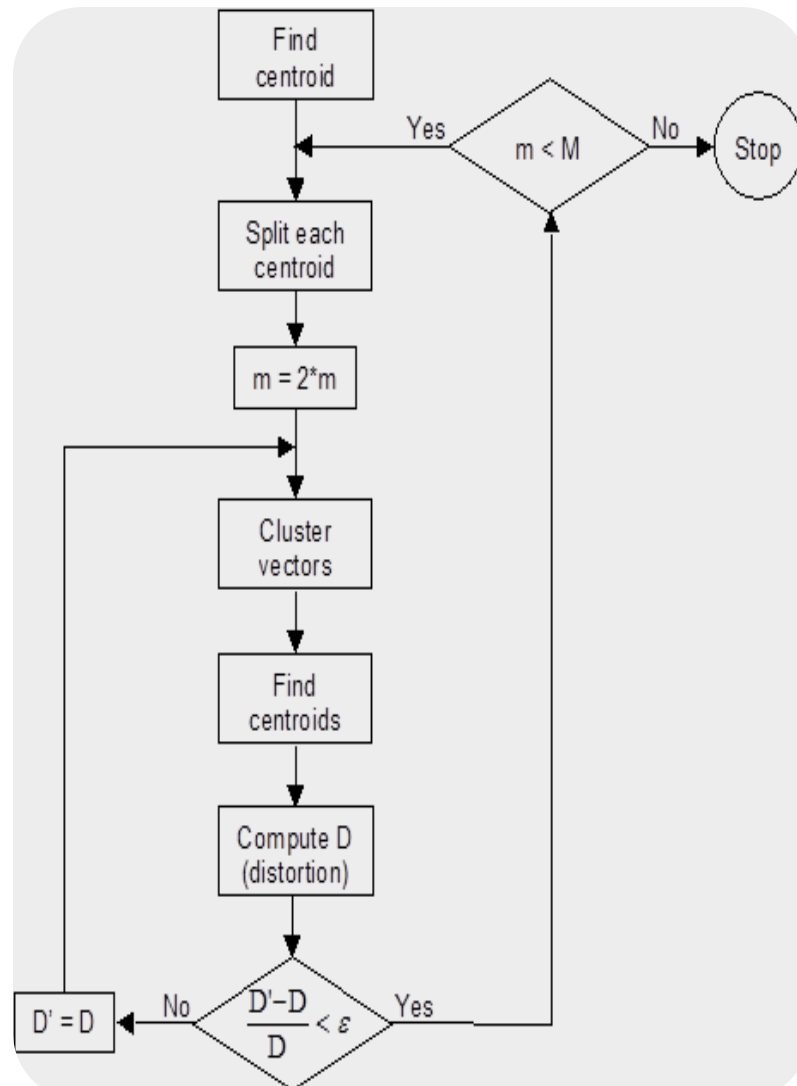 Find
centroid
Yes
m < M
No
Stop
Split each
centroid
m = 2*m
Cluster
vectors
Find
centroids
Compute D
(distortion)
D' = D
No
D'–D
D
< ε
Yes